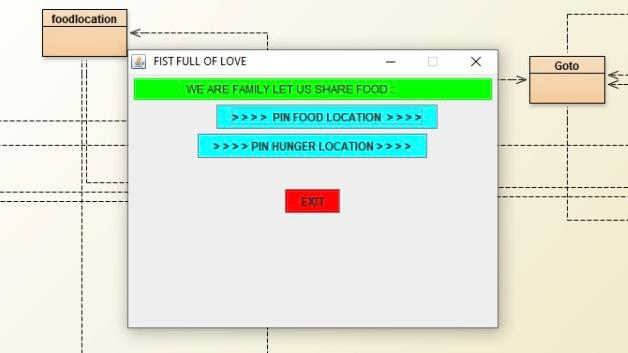 foodlocation
FIST FULL OF LOVE
Goto
WE ARE FAMILY LET US SHARE FOOD ::
>>>> PIN FOOD LOCATION >>>>
>>>> PIN HUNGER LOCATION >>>>
EXIT